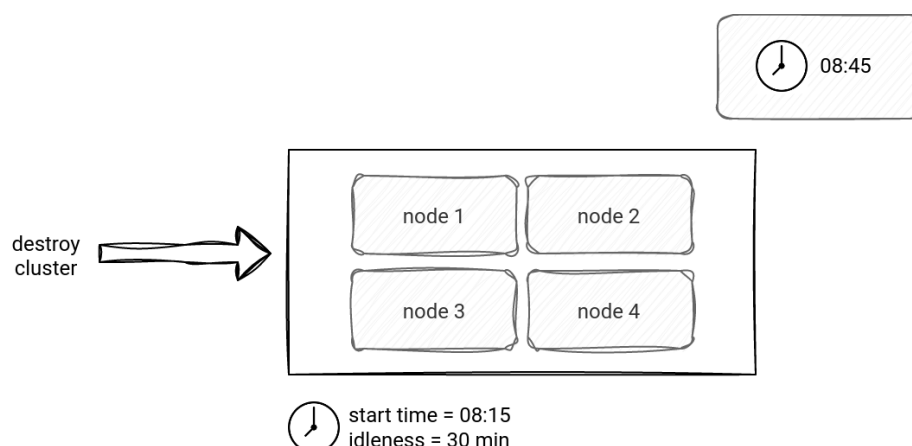 08:45
node 1
node 2
destroy
cluster
node 3
node 4
start time = 08:15
idleness = 30 min